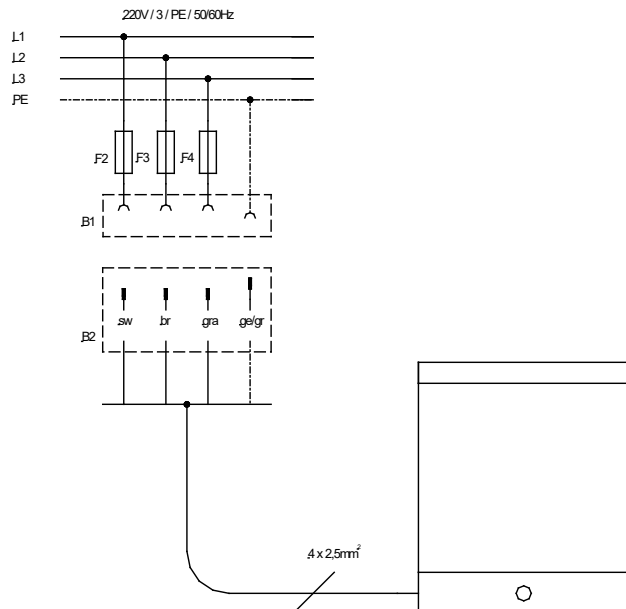 220V / 3 / PE / 50/60Hz
L1
L2
L3
PE
F2 F3 F4
B1
sw br gra ge/gr
B2
4 x 2,5mm²